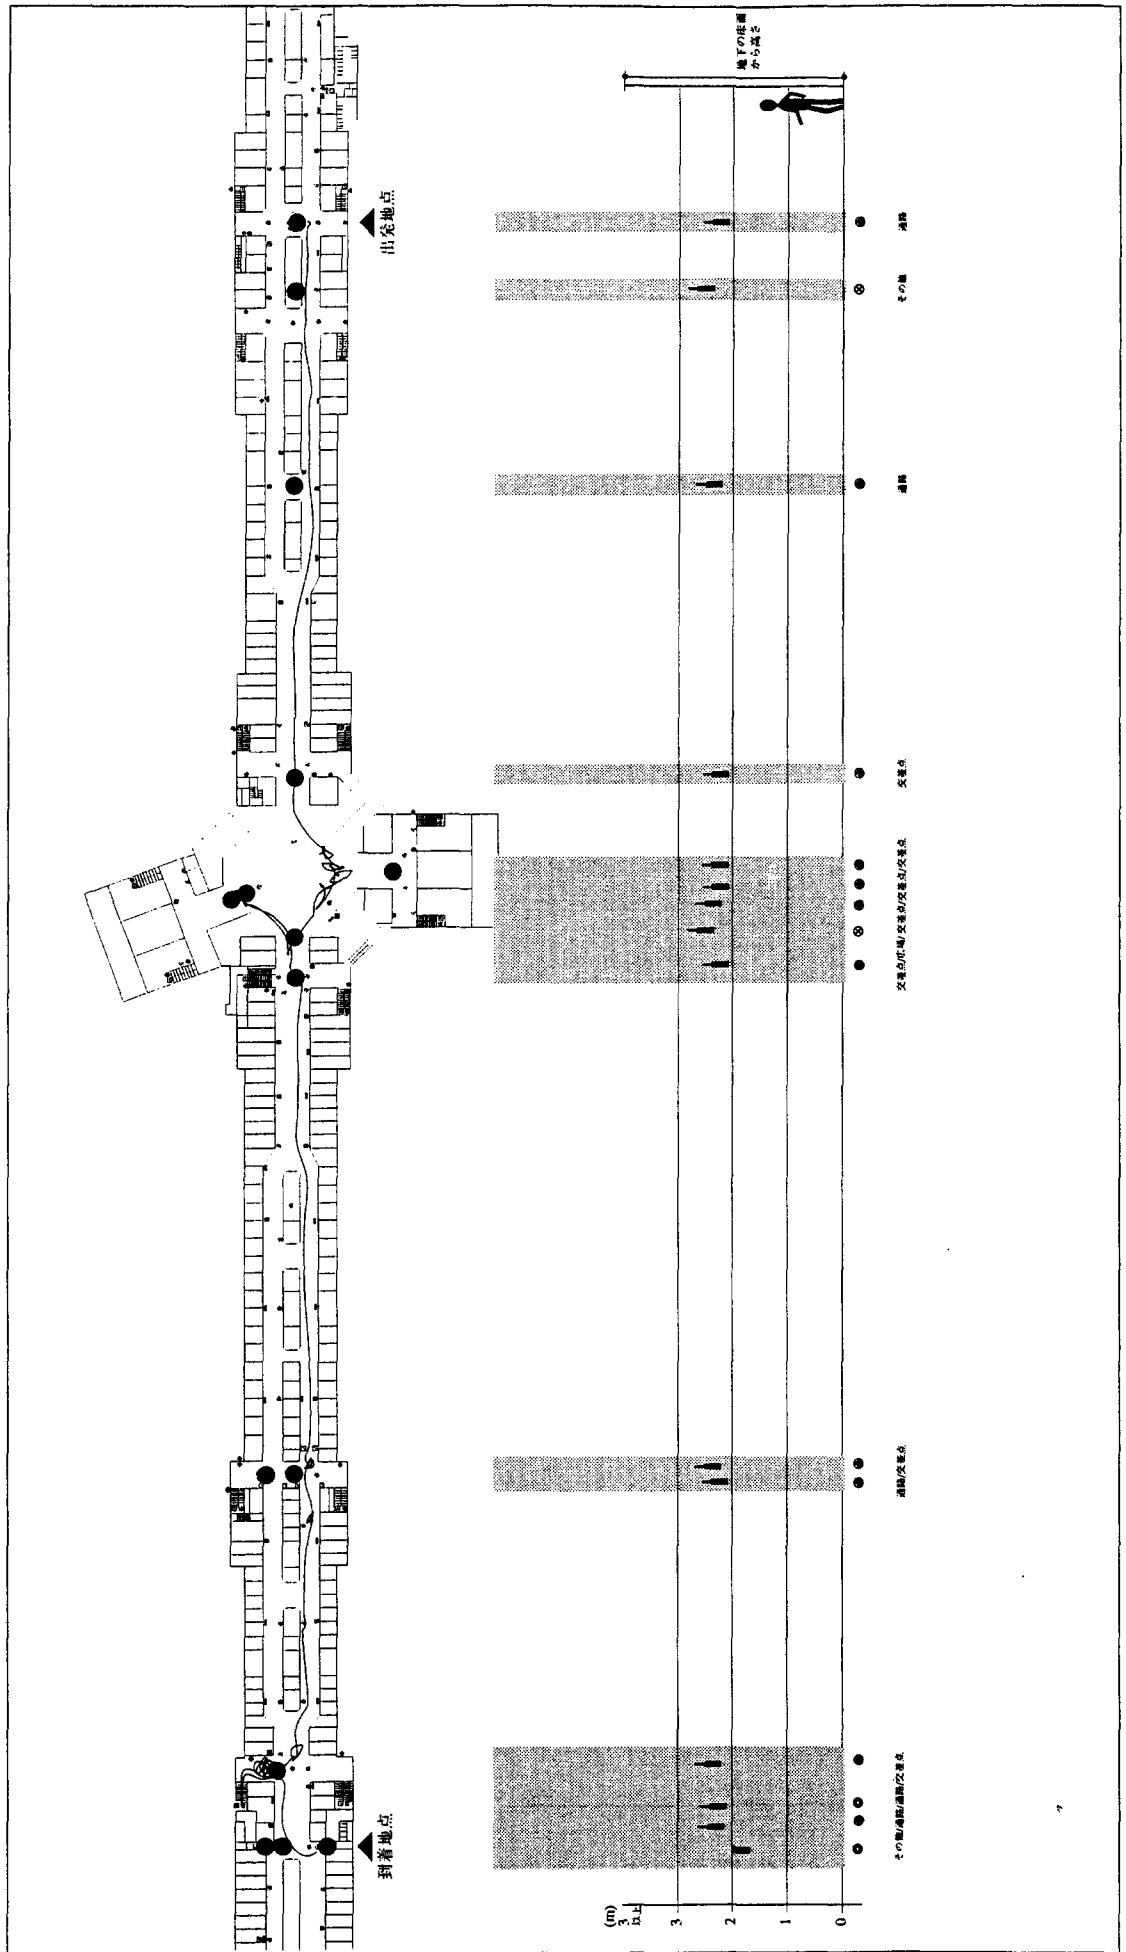 地下の床面
から高さ
出発地点
到着地点
通路
その他
通路
交差点
交差点/広場/交差点/交差点/交差点
通路/交差点
その他/通路/通路/交差点
(m)
3
以上
3
2
1
0